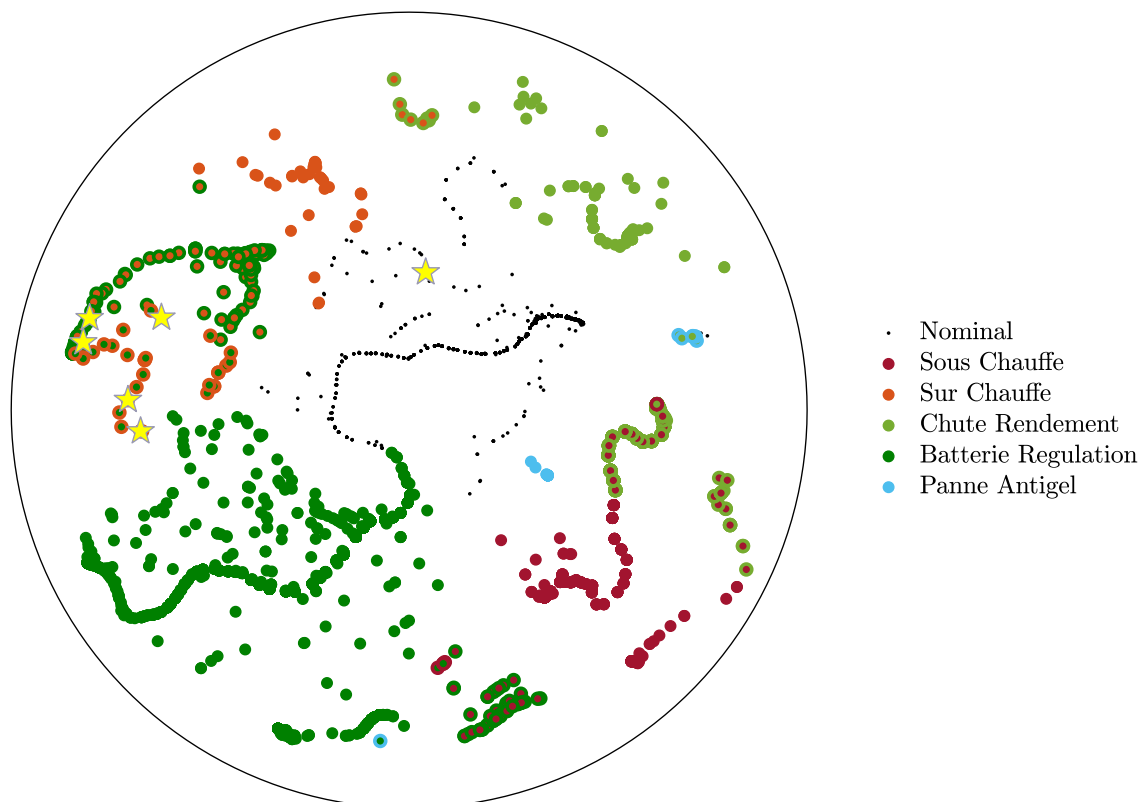 Nominal
Sous Chauffe
Sur Chauffe
Chute Rendement
Batterie Regulation
Panne Antigel